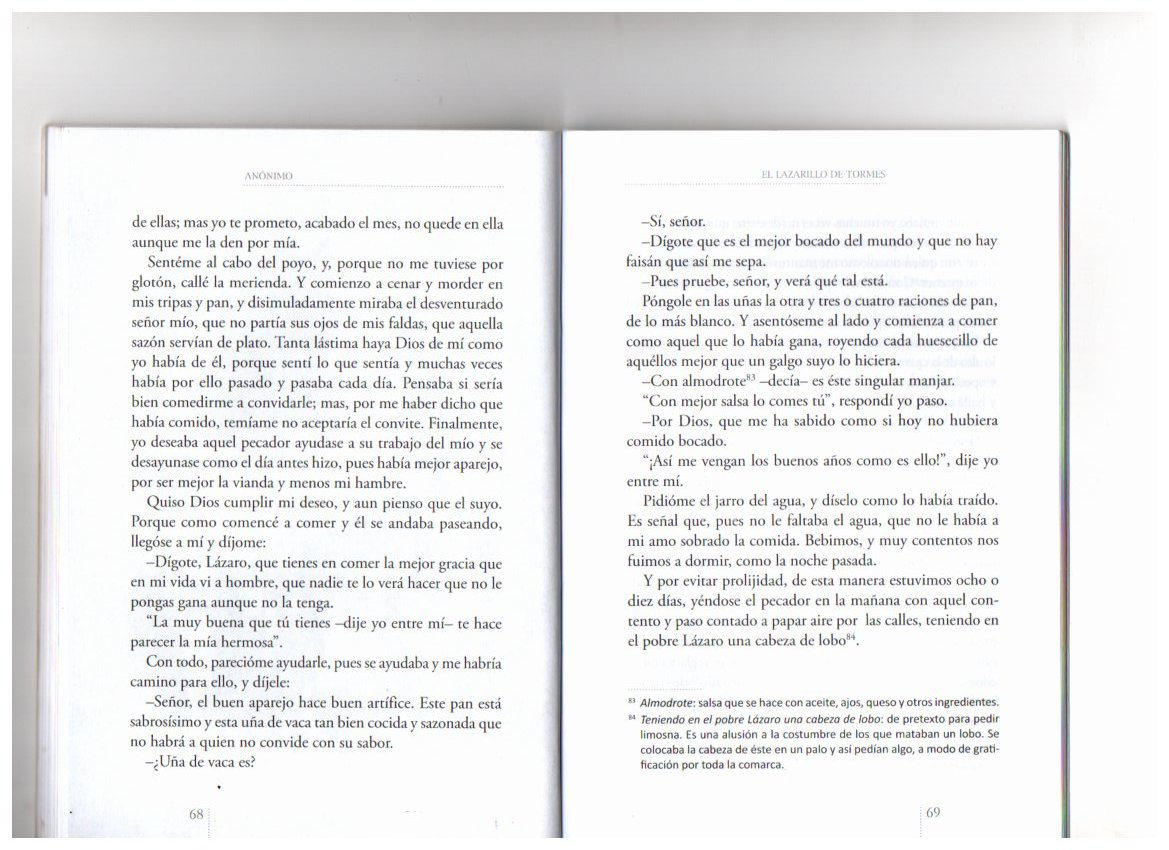 ANÓNIMO
de ellas; mas yo te prometo, acabado el mes, no quede en ella
aunque me la den por mía.
Sentéme al cabo del poyo, y, porque no me tuviese por
glotón, callé la merienda. Y comienzo a cenar y morder en
mis tripas y pan, y disimuladamente miraba el desventurado
señor mío, que no partía sus ojos de mis faldas, que aquella
sazón servían de plato. Tanta lástima haya Dios de mí como
yo había de él, porque sentí lo que sentía y muchas veces
había por ello pasado y pasaba cada día. Pensaba si sería
bien comedirme a convidarle; mas, por me haber dicho que
había comido, temíame no aceptaría el convite. Finalmente,
yo deseaba aquel pecador ayudase a su trabajo del mío y se
desayunase como el día antes hizo, pues había mejor aparejo,
por ser mejor la vianda y menos mi hambre.
Quiso Dios cumplir mi deseo, y aun pienso que el suyo.
Porque como comencé a comer y él se andaba paseando,
llegóse a mí y díjome:
–Dígote, Lázaro, que tienes en comer la mejor gracia que
en mi vida vi a hombre, que nadie te lo verá hacer que no le
pongas gana aunque no la tenga.
“La muy buena que tú tienes –dije yo entre mí– te hace
parecer la mía hermosa”.
Con todo, parecióme ayudarle, pues se ayudaba y me habría
camino para ello, y díjele:
–Señor, el buen aparejo hace buen artífice. Este pan está
sabrosísimo y esta uña de vaca tan bien cocida y sazonada que
no habrá a quien no convide con su sabor.
–¿Uña de vaca es?
68
EL LAZARILLO DE TORMES
–Sí, señor.
–Dígote que es el mejor bocado del mundo y que no hay
faisán que así me sepa.
–Pues pruebe, señor, y verá qué tal está.
Póngole en las uñas la otra y tres o cuatro raciones de pan,
de lo más blanco. Y asentóseme al lado y comienza a comer
como aquel que lo había gana, royendo cada huesecillo de
aquéllos mejor que un galgo suyo lo hiciera.
–Con almodrote⁸³ –decía– es éste singular manjar.
“Con mejor salsa lo comes tú”, respondí yo paso.
–Por Dios, que me ha sabido como si hoy no hubiera
comido bocado.
“¡Así me vengan los buenos años como es ello!”, dije yo
entre mí.
Pidióme el jarro del agua, y díselo como lo había traído.
Es señal que, pues no le faltaba el agua, que no le había a
mi amo sobrado la comida. Bebimos, y muy contentos nos
fuimos a dormir, como la noche pasada.
Y por evitar prolijidad, de esta manera estuvimos ocho o
diez días, yéndose el pecador en la mañana con aquel con-
tento y paso contado a papar aire por las calles, teniendo en
el pobre Lázaro una cabeza de lobo⁸⁴.
⁸³ Almodrote: salsa que se hace con aceite, ajos, queso y otros ingredientes.
⁸⁴ Teniendo en el pobre Lázaro una cabeza de lobo: de pretexto para pedir
limosna. Es una alusión a la costumbre de los que mataban un lobo. Se
colocaba la cabeza de éste en un palo y así pedían algo, a modo de grati-
ficación por toda la comarca.
69